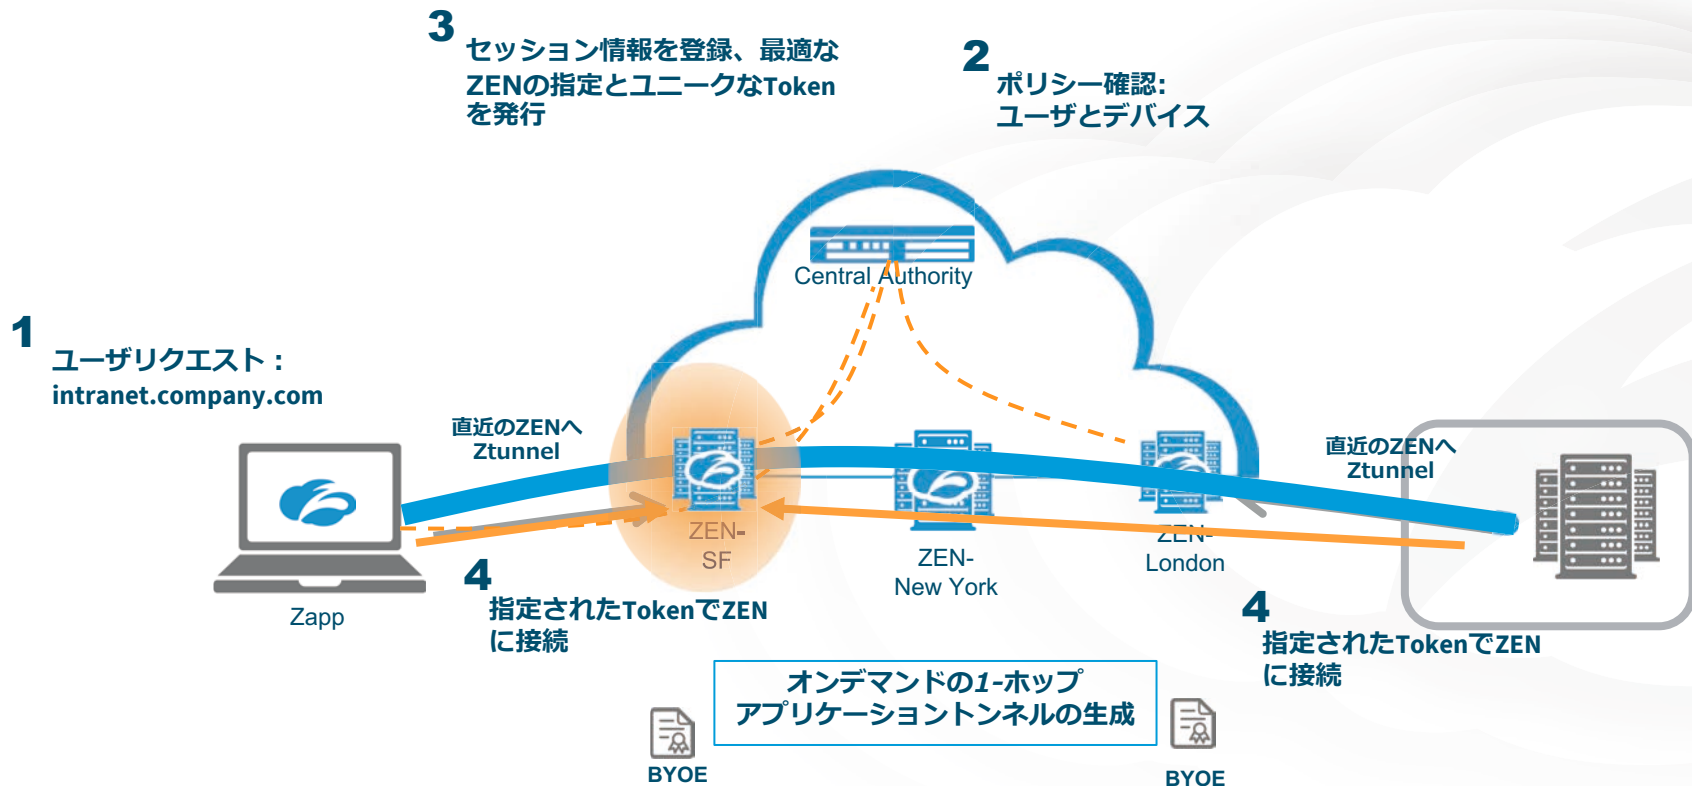 3
セッション情報を登録、最適な
ZENの指定とユニークなToken
を発行
2
ポリシー確認:
ユーザとデバイス
Central Authority
1
ユーザリクエスト：
intranet.company.com
直近のZENへ
Ztunnel
直近のZENへ
Ztunnel
ZEN-
SF
ZEN-
New York
ZEN-
London
Zapp
4
指定されたTokenでZEN
に接続
4
指定されたTokenでZEN
に接続
オンデマンドの1-ホップ
アプリケーショントンネルの生成
BYOE
BYOE